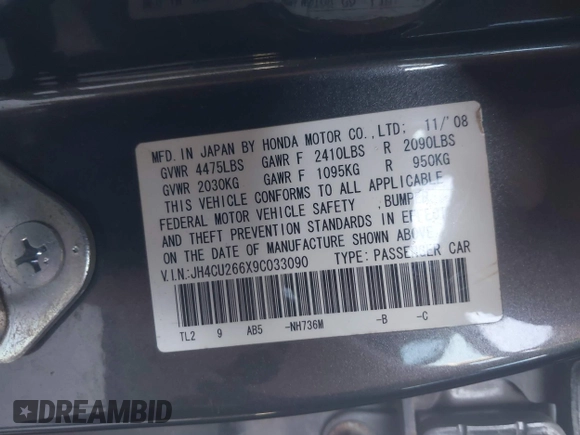 MFD. IN JAPAN BY HONDA MOTOR CO., LTD: 11/'08
GVWR 4475LBS GAWR F 2410LBS R 2090LBS
GVWR 2030KG GAWR F 1095KG R 950KG
THIS VEHICLE CONFORMS TO ALL APPLICABLE
FEDERAL MOTOR VEHICLE SAFETY , BUMP
AND THEFT PREVENTION STANDARDS IN
ON THE DATE OF MANUFACTURE SHOWN ABOVE
V.I.N.:JH4CU266X9C033090 TYPE: PASSENGER CAR
TL2 9 AB5 -NH736M -B -C
DREAMBID